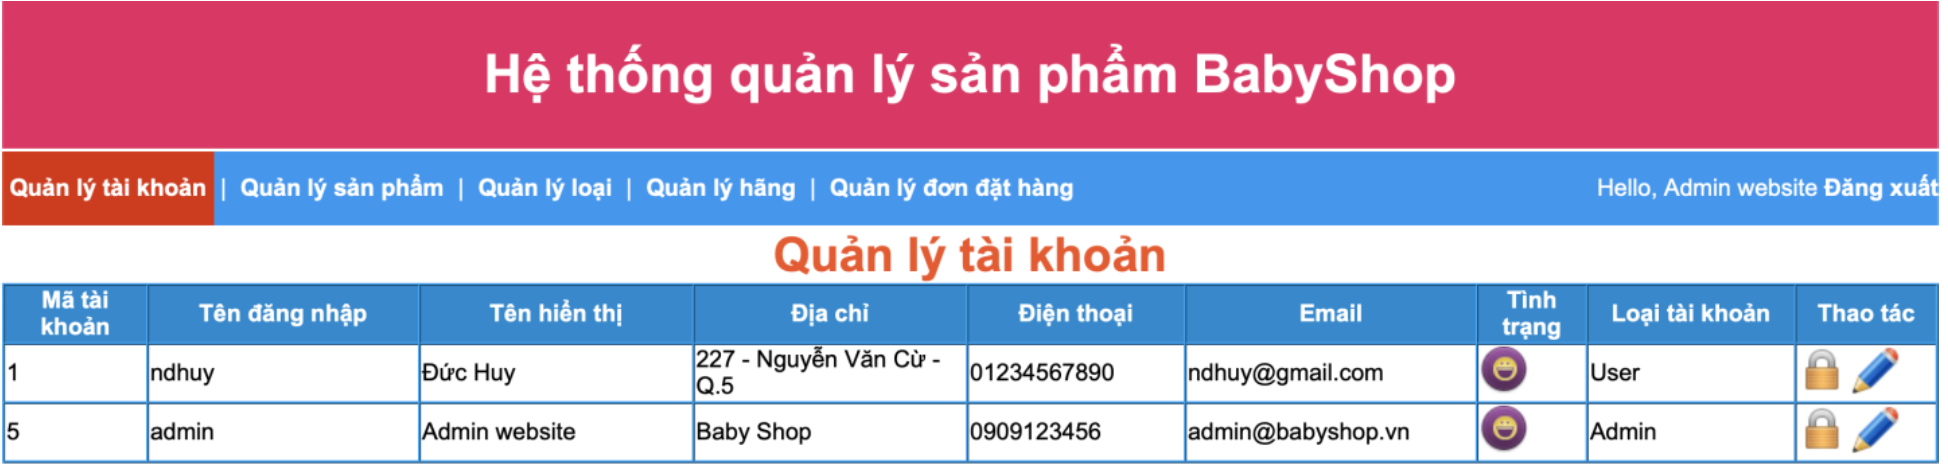 Hệ thống quản lý sản phẩm BabyShop
Quản lý tài khoản | Quản lý sản phẩm | Quản lý loại | Quản lý hãng | Quản lý đơn đặt hàng Hello, Admin website Đăng xuất
Quản lý tài khoản
Mã tài khoản Tên đăng nhập Tên hiển thị Địa chỉ Điện thoại Email Tình trạng Loại tài khoản Thao tác
1 ndhuy Đức Huy 227 - Nguyễn Văn Cừ - Q.5 01234567890 ndhuy@gmail.com User
5 admin Admin website Baby Shop 0909123456 admin@babyshop.vn Admin